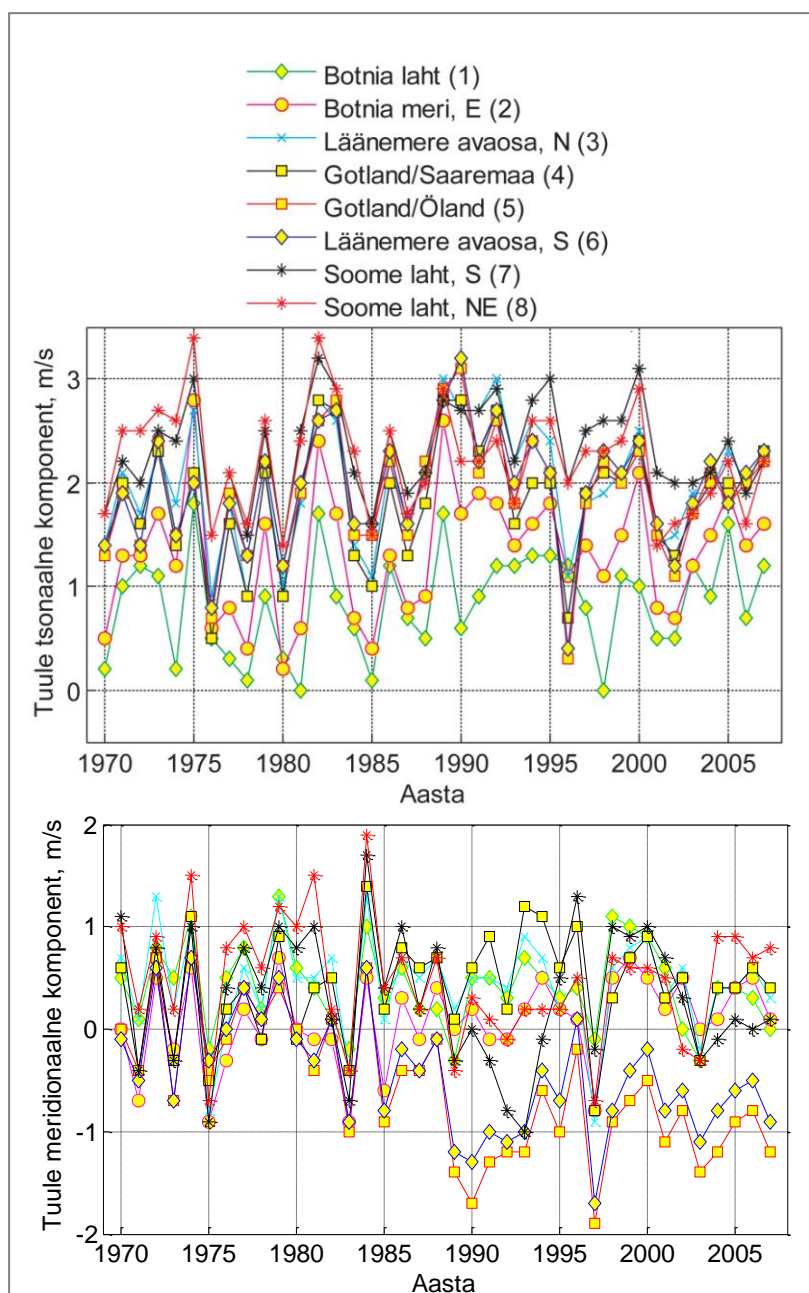 Botnia laht (1)
Botnia meri, E (2)
Läänemere avaosa, N (3)
Gotland/Saaremaa (4)
Gotland/Öland (5)
Läänemere avaosa, S (6)
Soome laht, S (7)
Soome laht, NE (8)
Tuule tsonaalne komponent, m/s
3
2
1
0
1970 1975 1980 1985 1990 1995 2000 2005
Aasta
Tuule meridionaalne komponent, m/s
2
1
0
-1
-2
1970 1975 1980 1985 1990 1995 2000 2005
Aasta